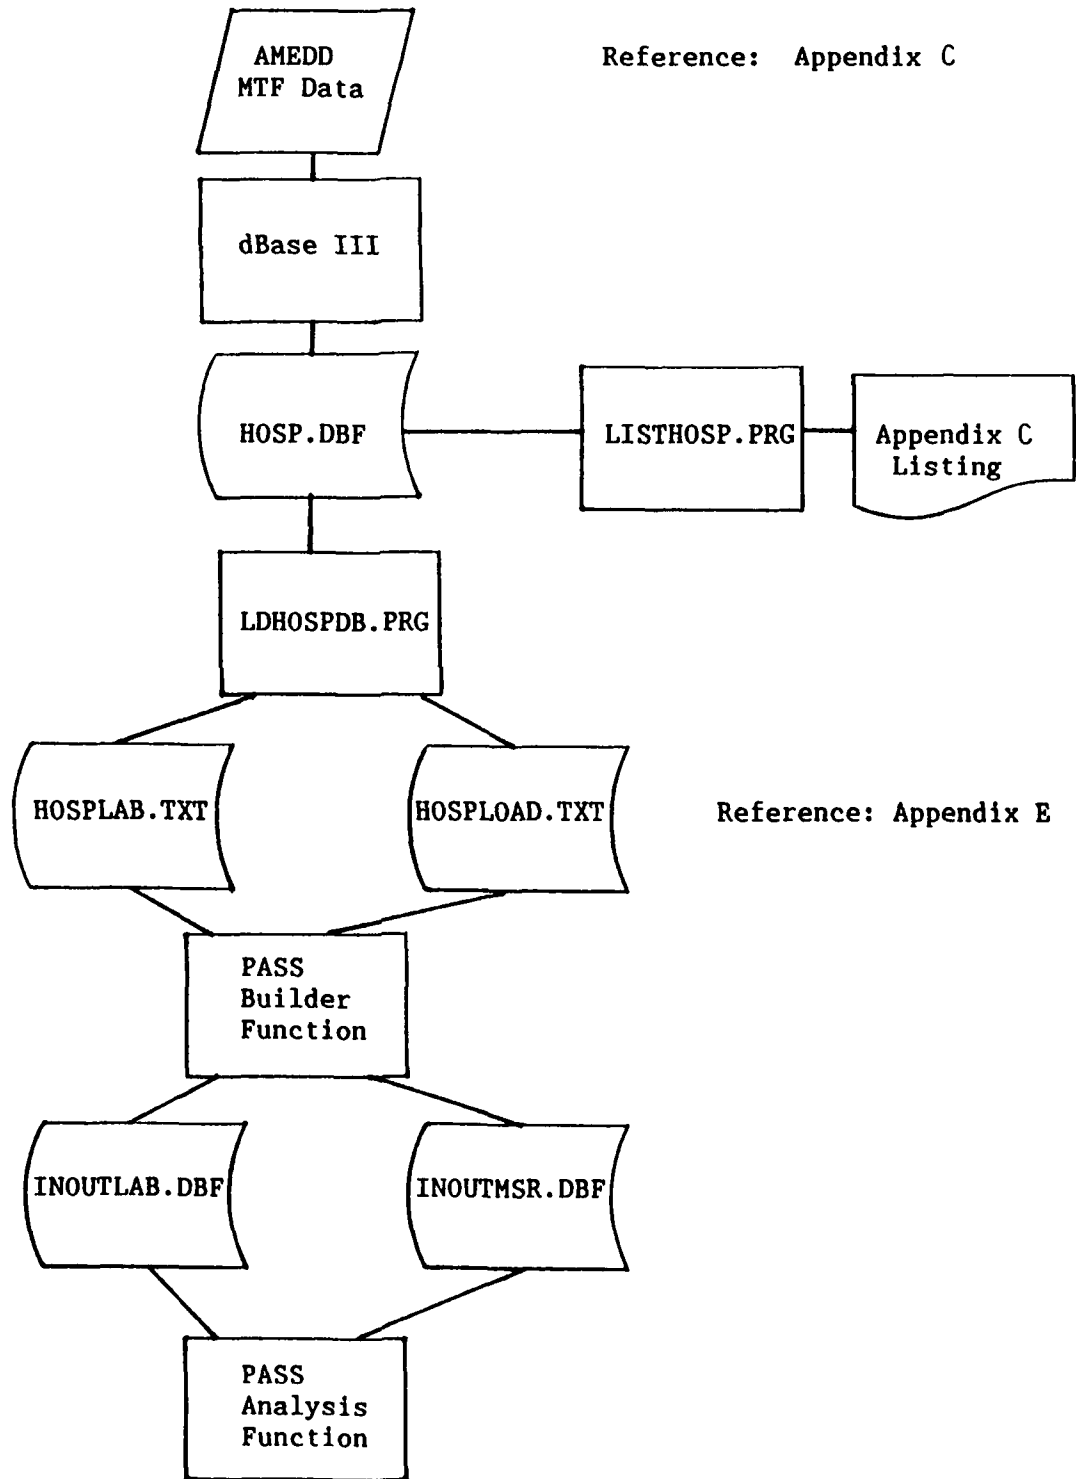 AMEDD
MTF Data
Reference: Appendix C
dBase III
HOSP.DBF
LISTHOSP.PRG
Appendix C
Listing
LDHOSPDB.PRG
HOSPLAB.TXT
HOSPLOAD.TXT
Reference: Appendix E
PASS
Builder
Function
INOUTLAB.DBF
INOUTMSR.DBF
PASS
Analysis
Function